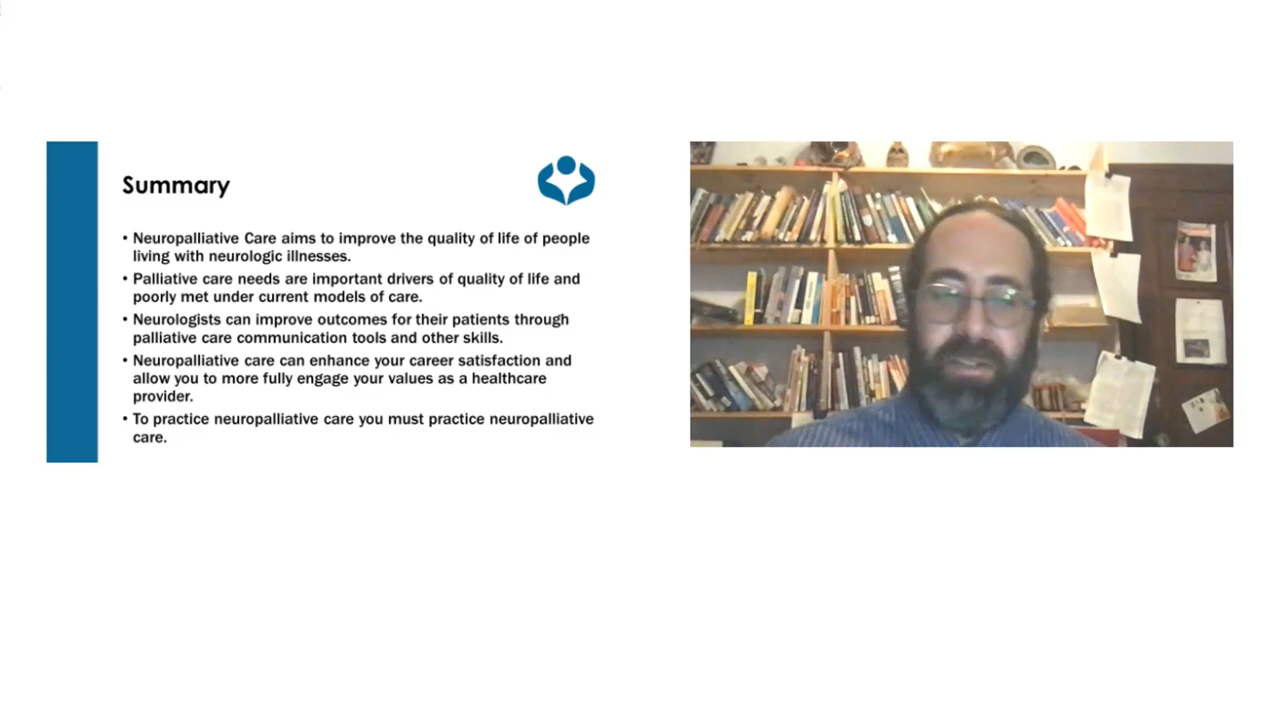 Summary
• Neuropalliative Care aims to improve the quality of life of people
living with neurologic illnesses.
• Palliative care needs are important drivers of quality of life and
poorly met under current models of care.
• Neurologists can improve outcomes for their patients through
palliative care communication tools and other skills.
• Neuropalliative care can enhance your career satisfaction and
allow you to more fully engage your values as a healthcare
provider.
• To practice neuropalliative care you must practice neuropalliative
care.